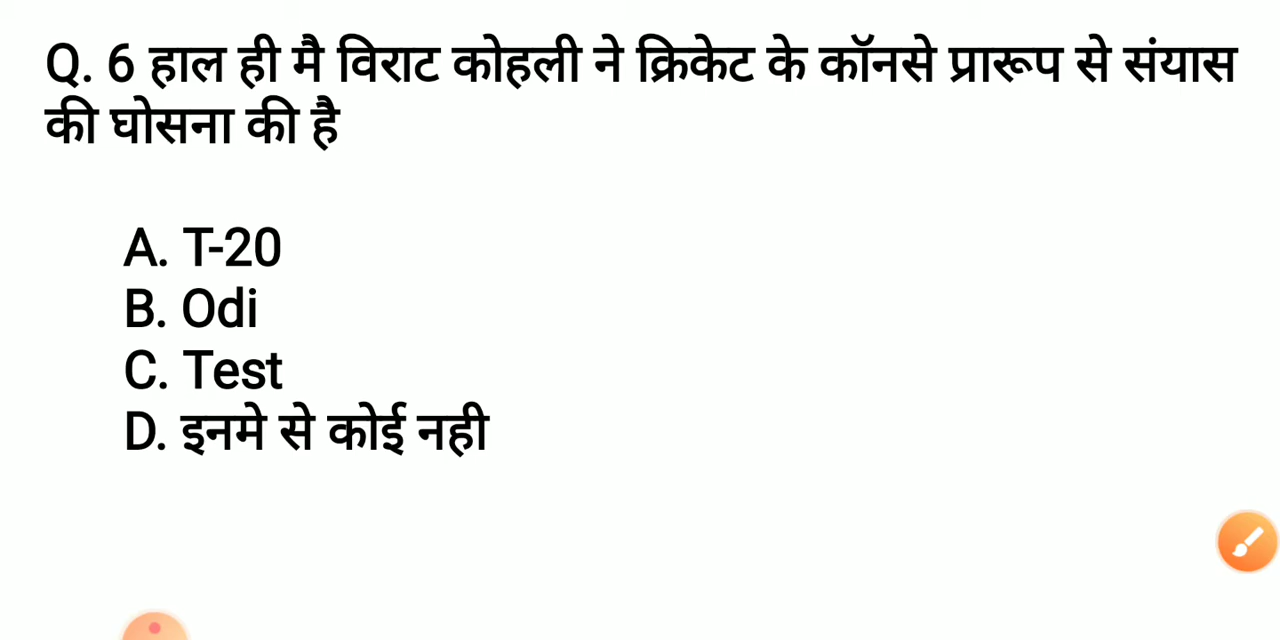 Q. 6 हाल ही मै विराट कोहली ने क्रिकेट के कॉनसे प्रारूप से संयास
की घोसना की है
A. T-20
B. Odi
C. Test
D. इनमे से कोई नही